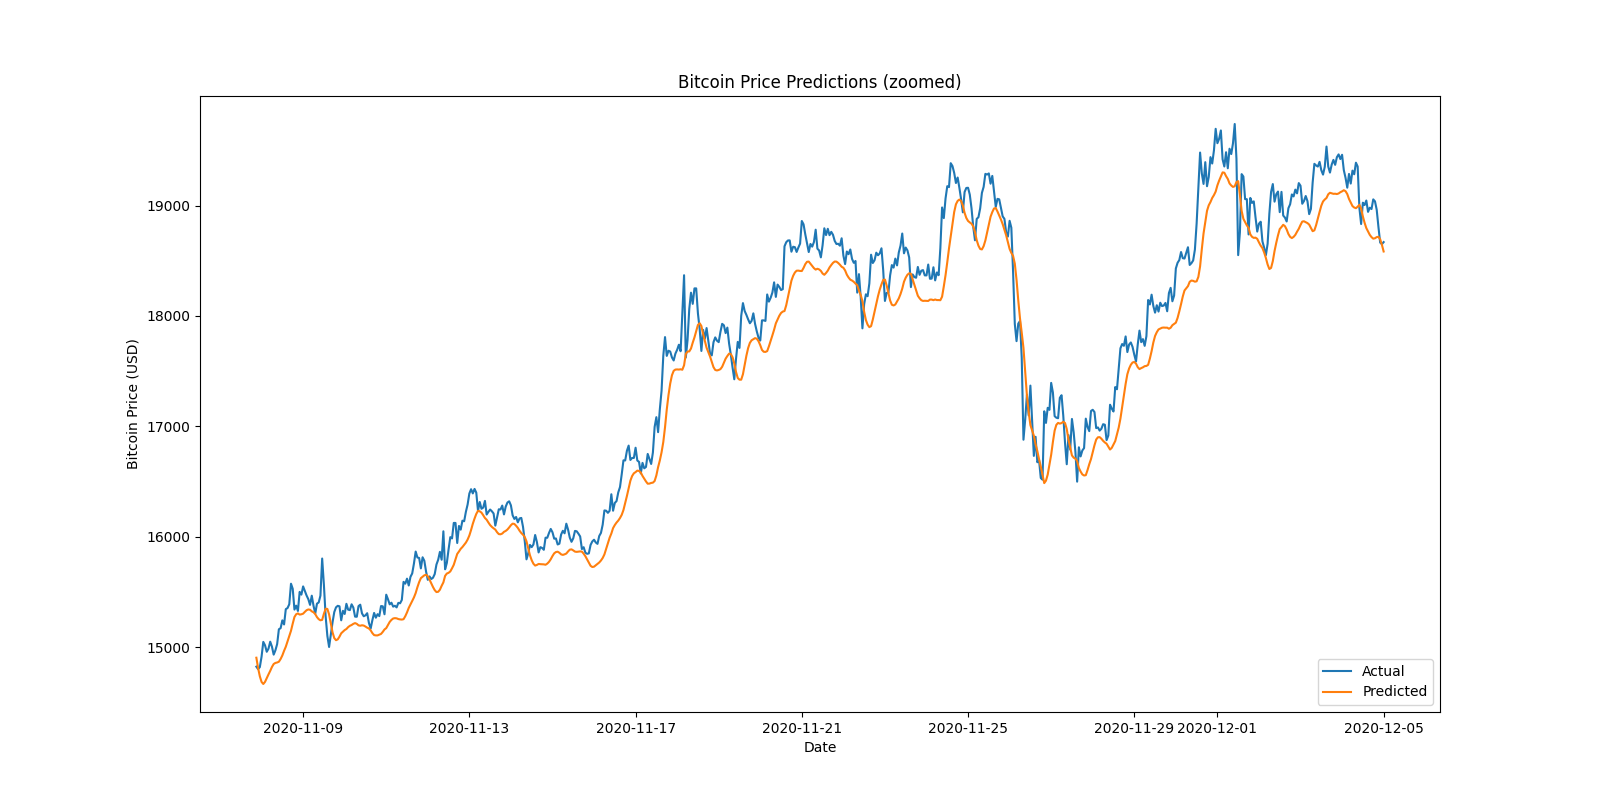 Bitcoin Price Predictions (zoomed)
Bitcoin Price (USD)
19000
18000
17000
16000
15000
Actual
Predicted
2020-11-09 2020-11-13 2020-11-17 2020-11-21 2020-11-25 2020-11-29 2020-12-01 2020-12-05
Date